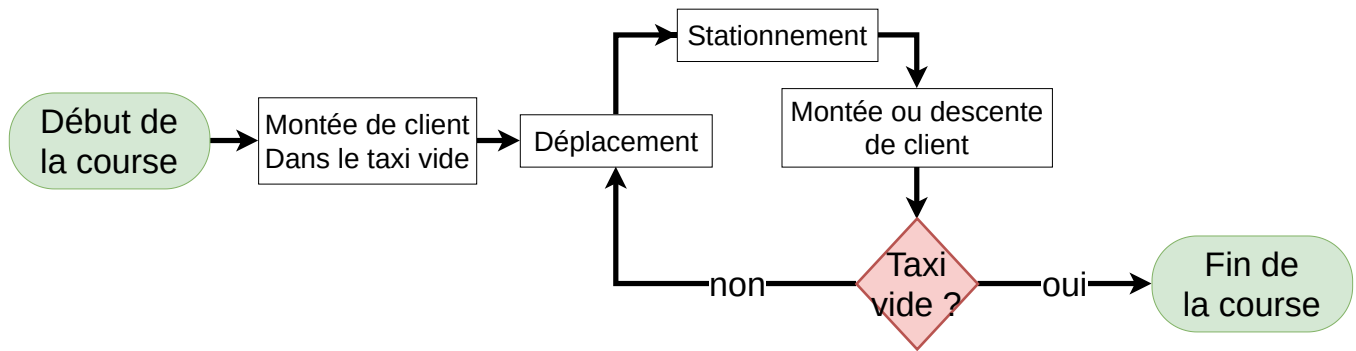 Début de
la course
Montée de client
Dans le taxi vide
Déplacement
Stationnement
Montée ou descente
de client
Taxi
vide ?
non
oui
Fin de
la course